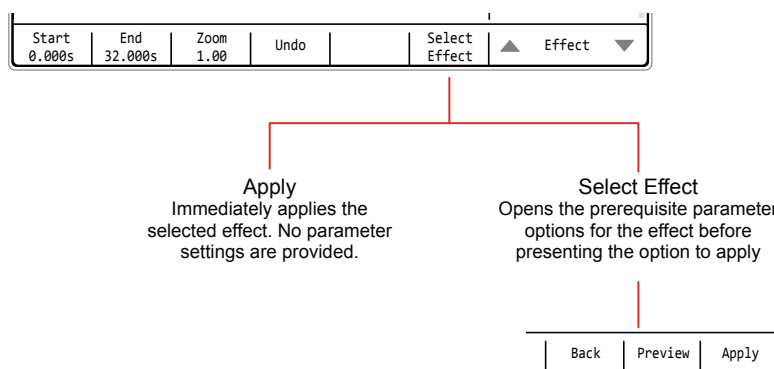 Start End Zoom Undo Select Effect
0.000s 32.000s 1.00 Effect
Apply Select Effect
Immediately applies the Opens the prerequisite parameter
selected effect. No parameter options for the effect before
settings are provided. presenting the option to apply
Back Preview Apply